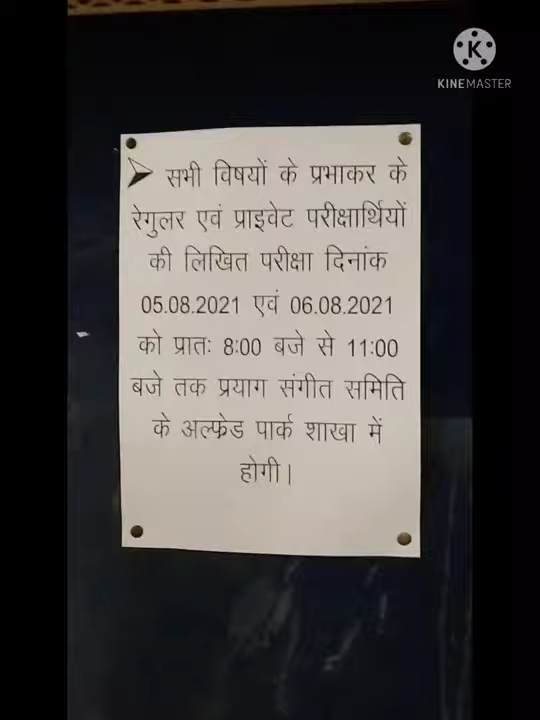 KINEMASTER
➢ सभी विषयों के प्रभाकर के
रेगुलर एवं प्राइवेट परीक्षार्थियों
की लिखित परीक्षा दिनांक
05.08.2021 एवं 06.08.2021
को प्रातः 8:00 बजे से 11:00
बजे तक प्रयाग संगीत समिति
के अल्फ्रेड पार्क शाखा में
होगी।